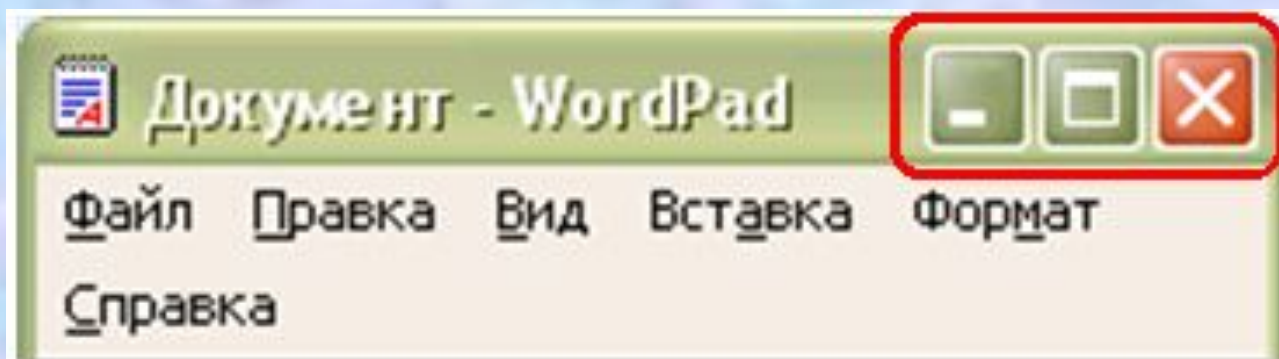 Документ - WordPad
Файл Правка Вид Вставка Формат
Справка